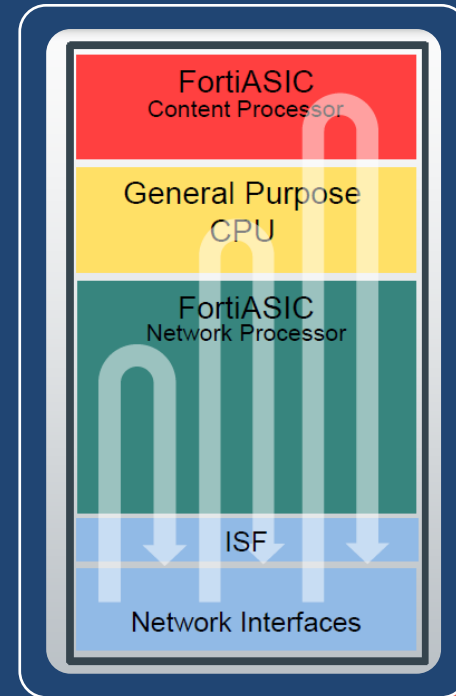 FortiASIC
Content Processor
General Purpose
CPU
FortiASIC
Network Processor
ISF
Network Interfaces